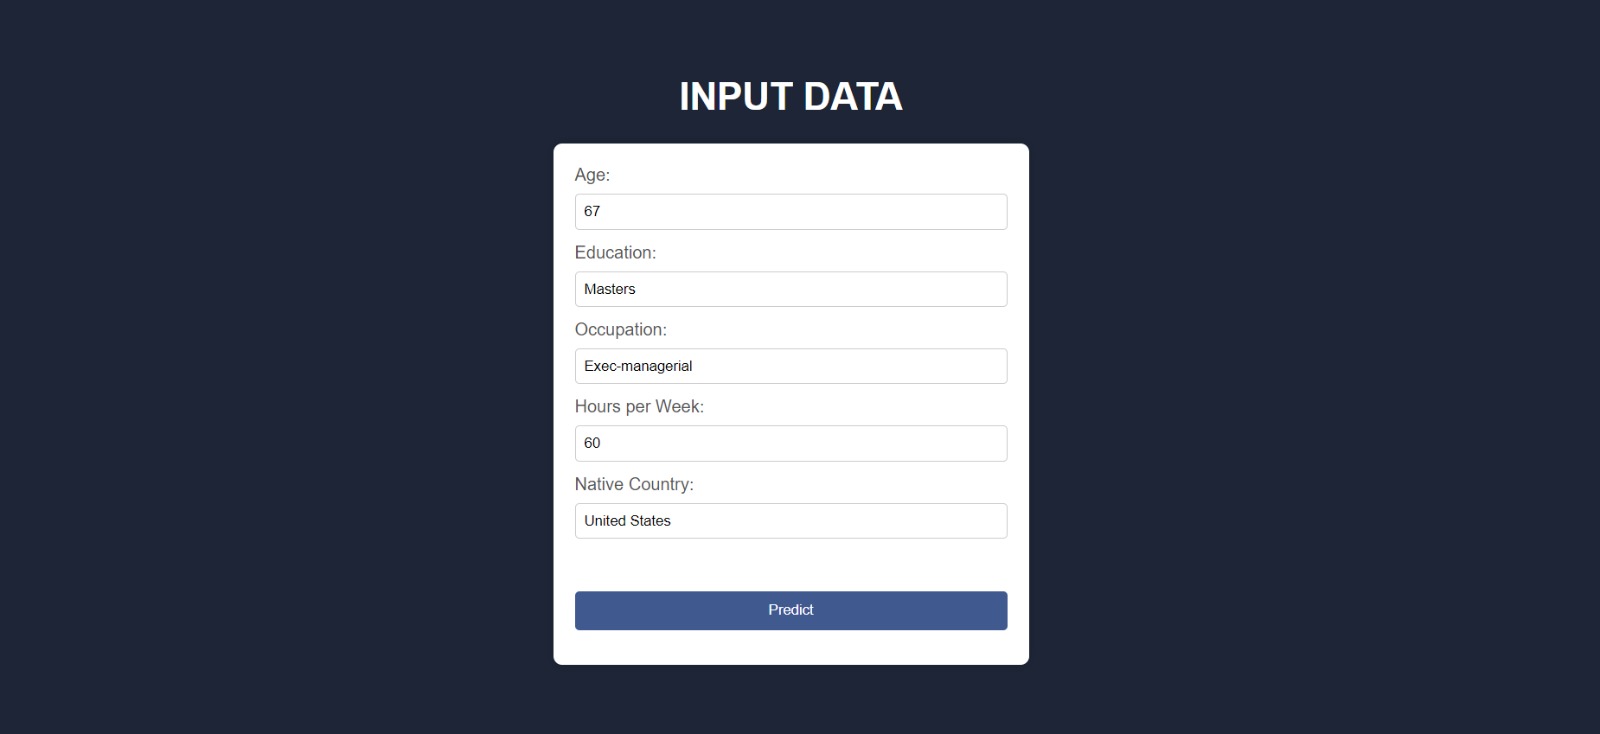 INPUT DATA
Age:
67
Education:
Masters
Occupation:
Exec-managerial
Hours per Week:
60
Native Country:
United States
Predict